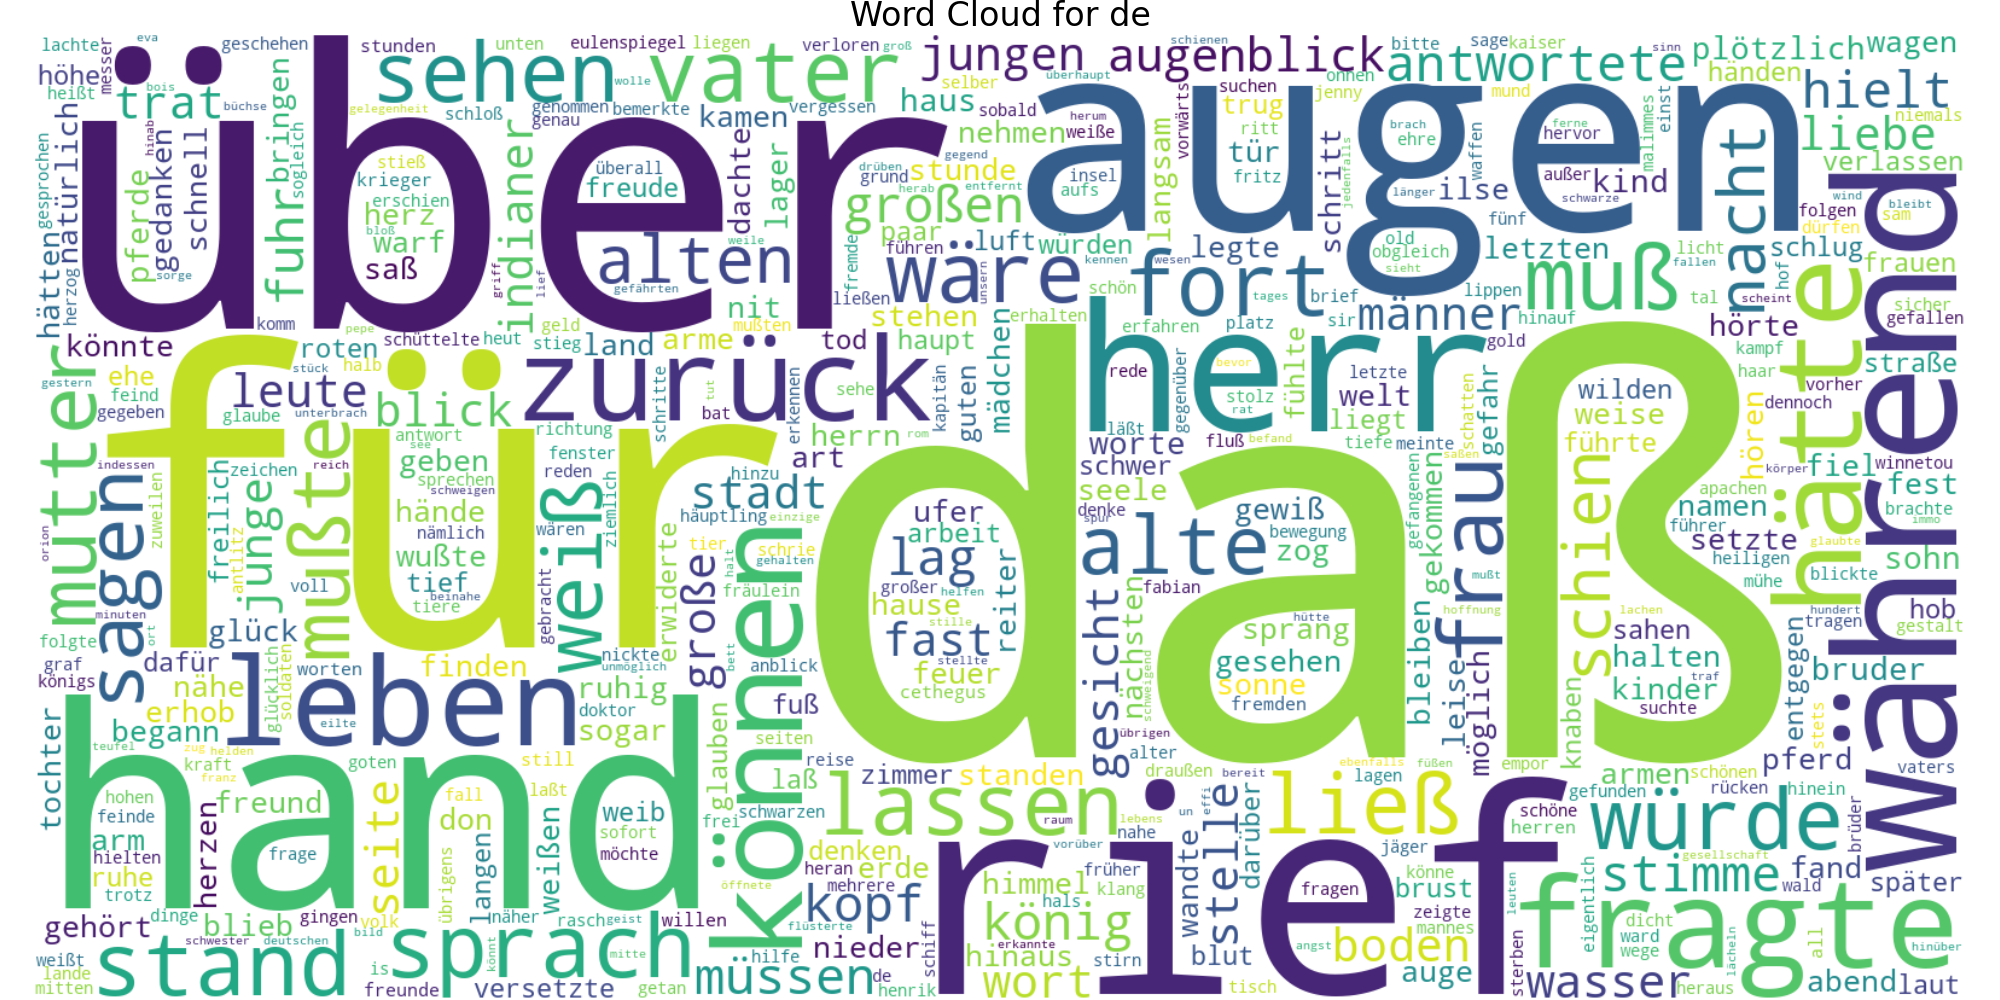 Word Cloud for de
lachte eva geschehen stunden unten eulenspiegel liegen verloren groß jungen augenblick schienen bitte sage kaiser sinn plötzlich wagen
höhe messer sehen wolle vater selber überhaupt onnen antwortete händen hielt
heißt bois trat büchse gelegenheit schloß genommen bemerkte vergessen haus sobald suchen trug jenny mund niemals
natürlich gesprochen hinab fuhrbringen sogleich genau kamen nehmen weiße herum vorwärts ritt brach ehre ferne hervor waffen mallimmes einst liebe
über augen
stieß überall indianer dachte lager drüben gegend stunde tür schritt verlassen
pferde gedanken schnell krieger freude grund entfernt insel langsam fritz jedenfalls länger ilse außer kind nacht
erschien herz herab aufs schwarze wind bleibt
bloß warf großen paar fünf folgen sam
hätten herzog sorge saß alten weile fremde führen luft würden legte old obgleich letzten licht dürfen schlug
griff lief gefährten wäre unsern kennen wesen sieht fallen hof frauen
komm nit ließen schön fort tages brief lippen muß tal scheint sicher
pepe geld mußten stehen erhalten platz sir männer hinauf gefallen
könnte schüttelte heut stieg land arme tod haupt mädchen erfahren hörte
gestern roten stück halb zurück herr gold kampf straße
ehe leute sehe kapitän guten rede gegenüber letzte haar vorher während
feind mutter gegeben glaube unterbrach blick tut bat stolz rat fühlte welt wilden dennoch hätte
für daß
mußte antwort see richtung schritte erkennen herrn rom läßt liegt weise
indessen freilich zeichen reich geben fenster art worte fluß befand tiefe meinte schatten gefahr führte hören körper fiel winnetou
sagen zuweilen junge sprechen reden hinzu schwer saßen apachen fest
orion schweigen weiß stadt seele gefangenen frau schien namen brachte
hände wären ziemlich häuptling einzige ufer denke gewiß führer immo
nämlich spur bewegung setzte glaubte
antlitz wußte erwiderte tier schrie arbeit alte zog gekommen heiligen sohn
voll tief gehalten lag mußt mühe blickte
minuten tiere beinahe gebracht große fräulein halt großer helfen reiter fabian hoffnung lachen hundert hob
folgte ort glück können hause stille hütte sahen tragen gestalt
graf dafür nickte fast gesicht nächsten sprang bleiben leise halten entgegen
königs worten finden unmöglich bett anblick stellte gesehen traf bruder
nähe glücklich soldaten leben ruhig feuer sonne kinder
tochter erhob doktor fuß cethegus schweigend fremden möglich knaben suchte stets
begann eilte sogar glauben seiten übrigen alter pferd
teufel zug helden goten still reise draußen ebenfalls füßen empor vaters
hand kraft franz laß zimmer standen bereit lagen armen schönen
hohen freund fall laßt weib schwarzen lassen lebens un effi ließ schöne gefunden rücken hinein
feinde seite don sofort frei raum nahe stelle darüber herren würde brüder
arm frage weißen möchte denken vorüber jäger gesellschaft
hielten herzen langen heran erde rief früher wandte fragen könne stimme fand
ruhe übrigens öffnete mehrere himmel klang brust leuten wald später
trotz dinge gingen volk näher rasch geist willen kopf hals zeigte eigentlich dicht fragte
gehört blieb flüsterte könig mannes ward all
schwester deutschen bild sprach mitte nieder schiff erkannte angst boden wege lächeln hinüber
weißt stand könnt hilfe hinaus stirn blut
lande is müssen auge sterben wasser heraus abend laut
mitten freunde versetzte getan de henrik wort tisch